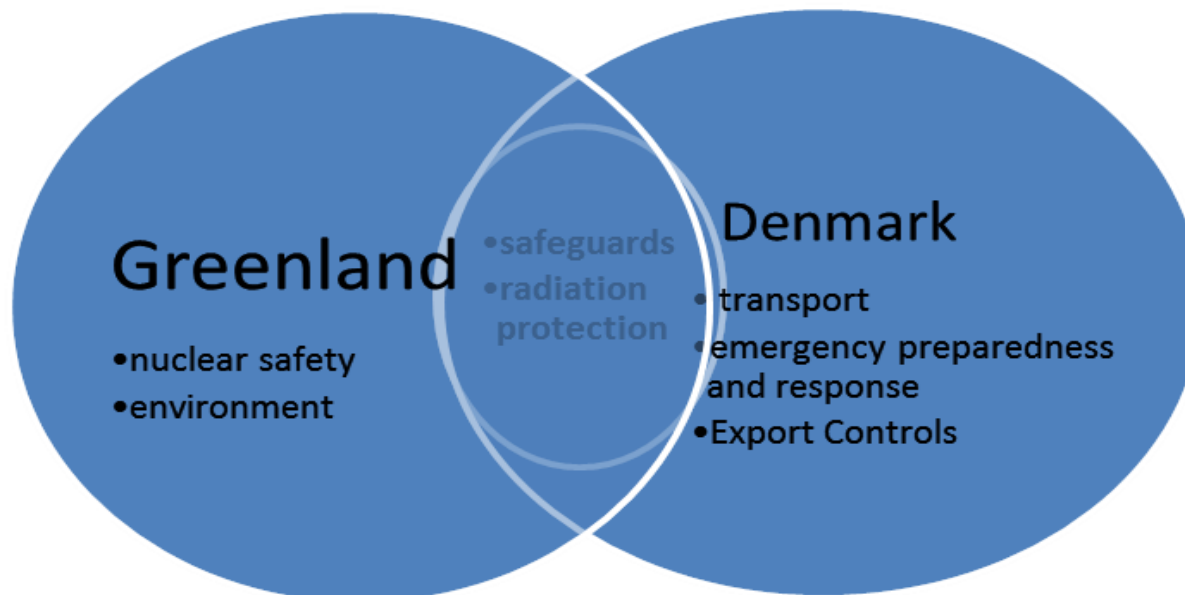 Greenland
•nuclear safety
•environment
•safeguards
•radiation
protection
Denmark
• transport
•emergency preparedness
and response
•Export Controls